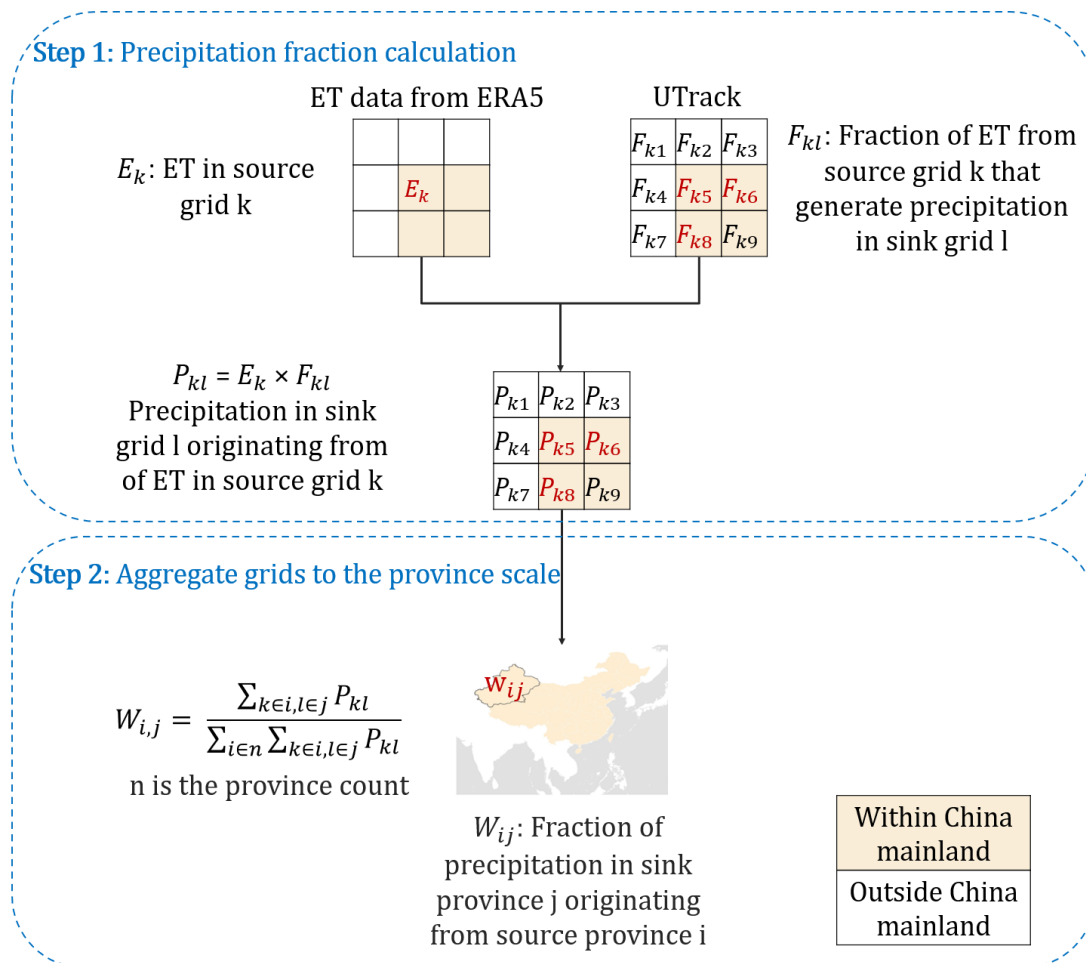 Step 1: Precipitation fraction calculation
ET data from ERA5
UTrack
E_k: ET in source
grid k
E_k
F_k1 F_k2 F_k3
F_k4 F_k5 F_k6
F_k7 F_k8 F_k9
F_kl: Fraction of ET from
source grid k that
generate precipitation
in sink grid l
P_kl = E_k × F_kl
Precipitation in sink
grid l originating from
of ET in source grid k
P_k1 P_k2 P_k3
P_k4 P_k5 P_k6
P_k7 P_k8 P_k9
Step 2: Aggregate grids to the province scale
W_i,j = ∑_k∈i,l∈j P_kl / ∑_i∈n ∑_k∈i,l∈j P_kl
n is the province count
w_ij
W_ij: Fraction of
precipitation in sink
province j originating
from source province i
Within China
mainland
Outside China
mainland